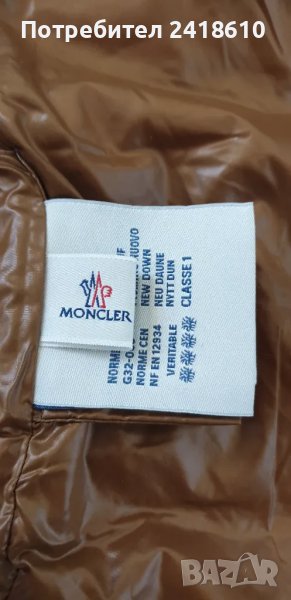 Потребител 2418610
MONCLER
NUOVO
NEW DOWN
NEU DAUNE
NYTT DUN
NORME
G32-0
NORME CEN
NF EN 12934
VERITABLE
CLASSE 1
BAZAR